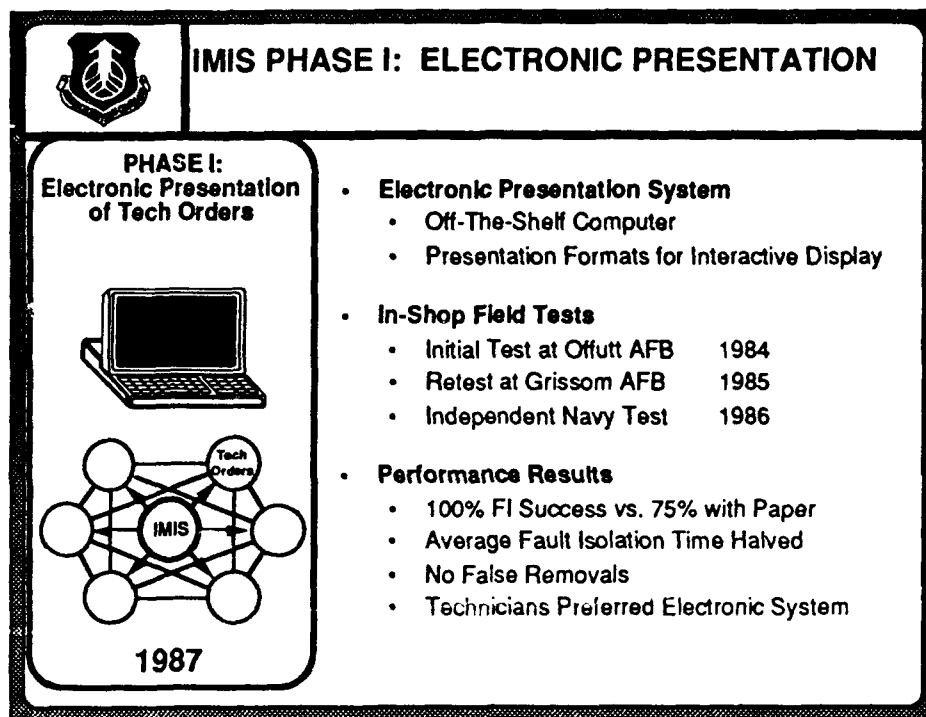 IMIS PHASE I: ELECTRONIC PRESENTATION
PHASE I:
Electronic Presentation
of Tech Orders
Tech
Orders
IMIS
1987
• Electronic Presentation System
• Off-The-Shelf Computer
• Presentation Formats for Interactive Display
• In-Shop Field Tests
• Initial Test at Offutt AFB 1984
• Retest at Grissom AFB 1985
• Independent Navy Test 1986
• Performance Results
• 100% FI Success vs. 75% with Paper
• Average Fault Isolation Time Halved
• No False Removals
• Technicians Preferred Electronic System